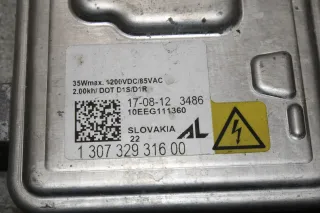 35Wmax. 1200VDC/85VAC
2.00kh/ DOT D1S/D1R
17-08-12 3486
10EEG111360
SLOVAKIA AL
22
1 307 329 316 00